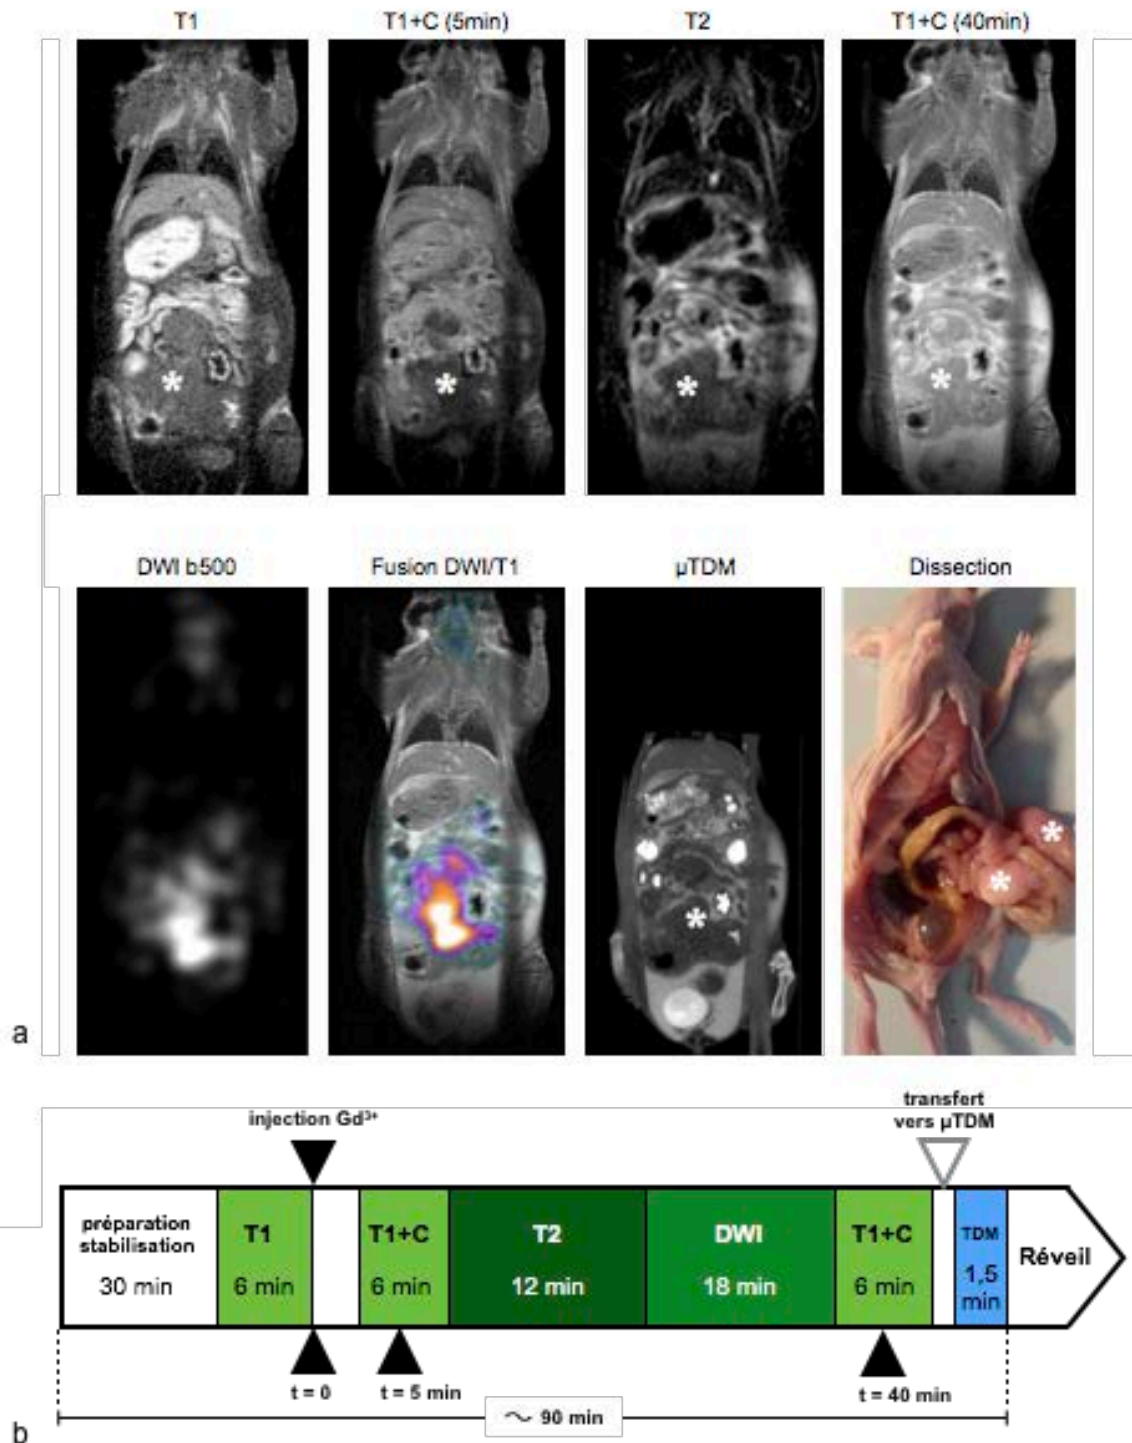 T1
T1+C (5min)
T2
T1+C (40min)
*
*
*
*
DWI b500
Fusion DWI/T1
µTDM
Dissection
*
*
*
a
injection Gd³⁺
transfert
vers µTDM
préparation
stabilisation
30 min
T1
6 min
T1+C
6 min
T2
12 min
DWI
18 min
T1+C
6 min
TDM
1,5
min
Réveil
t = 0
t = 5 min
t = 40 min
~ 90 min
b